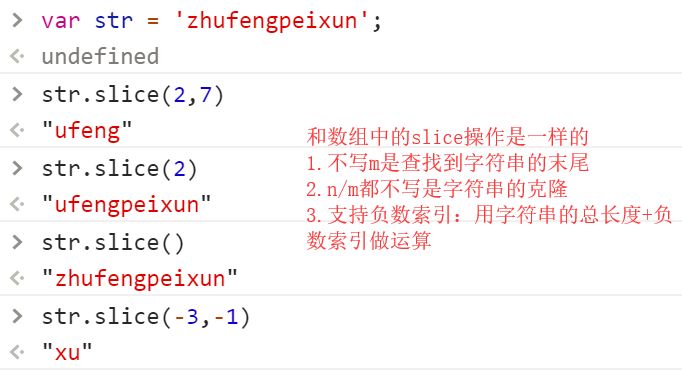 > var str = 'zhufengpeixun';
<· undefined
> str.slice(2,7)
<· "ufeng"
> str.slice(2)
<· "ufengpeixun"
> str.slice()
<· "zhufengpeixun"
> str.slice(-3,-1)
<· "xu"
和数组中的slice操作是一样的
1.不写m是查找到字符串的末尾
2.n/m都不写是字符串的克隆
3.支持负数索引：用字符串的总长度+负
数索引做运算